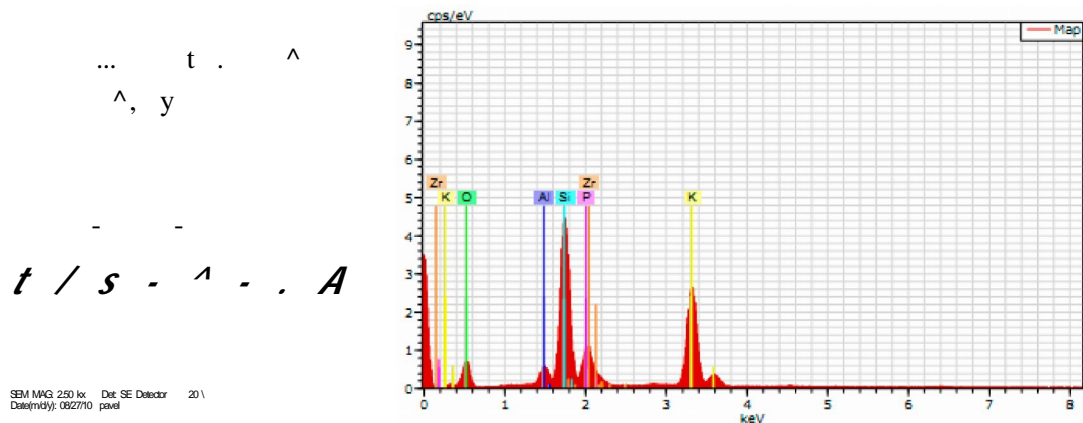 ... t . ^
^, y
- -
t / s - ^ - . A
SEM MAG: 2.50 kx Det: SE Detector 20 \
Date(m/d/y): 08/27/10 pavel
cps/eV
Map
9
8
7
6
5
4
3
2
1
0
Zr Zr
K O Al Si P K
0 1 2 3 4 5 6 7 8
keV